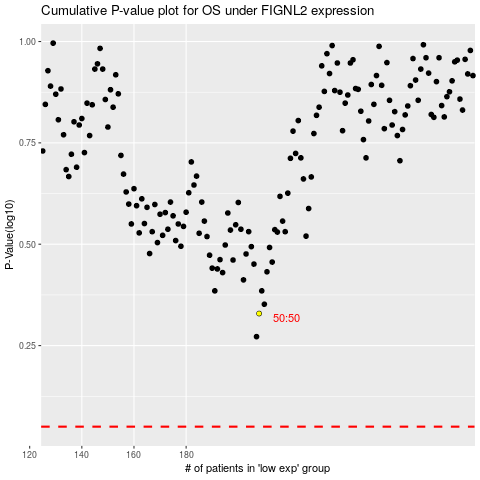 Cumulative P-value plot for OS under FIGNL2 expression
P-Value(log10)
1.00
0.75
0.50
0.25
50:50
120 140 160 180
# of patients in 'low exp' group